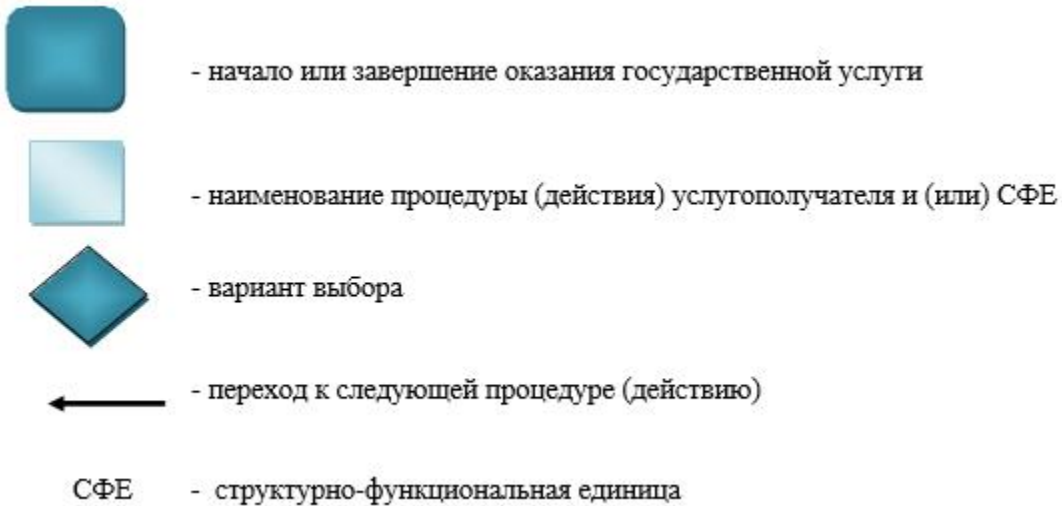 - начало или завершение оказания государственной услуги
- наименование процедуры (действия) услугополучателя и (или) СФЕ
- вариант выбора
- переход к следующей процедуре (действию)
СФЕ - структурно-функциональная единица